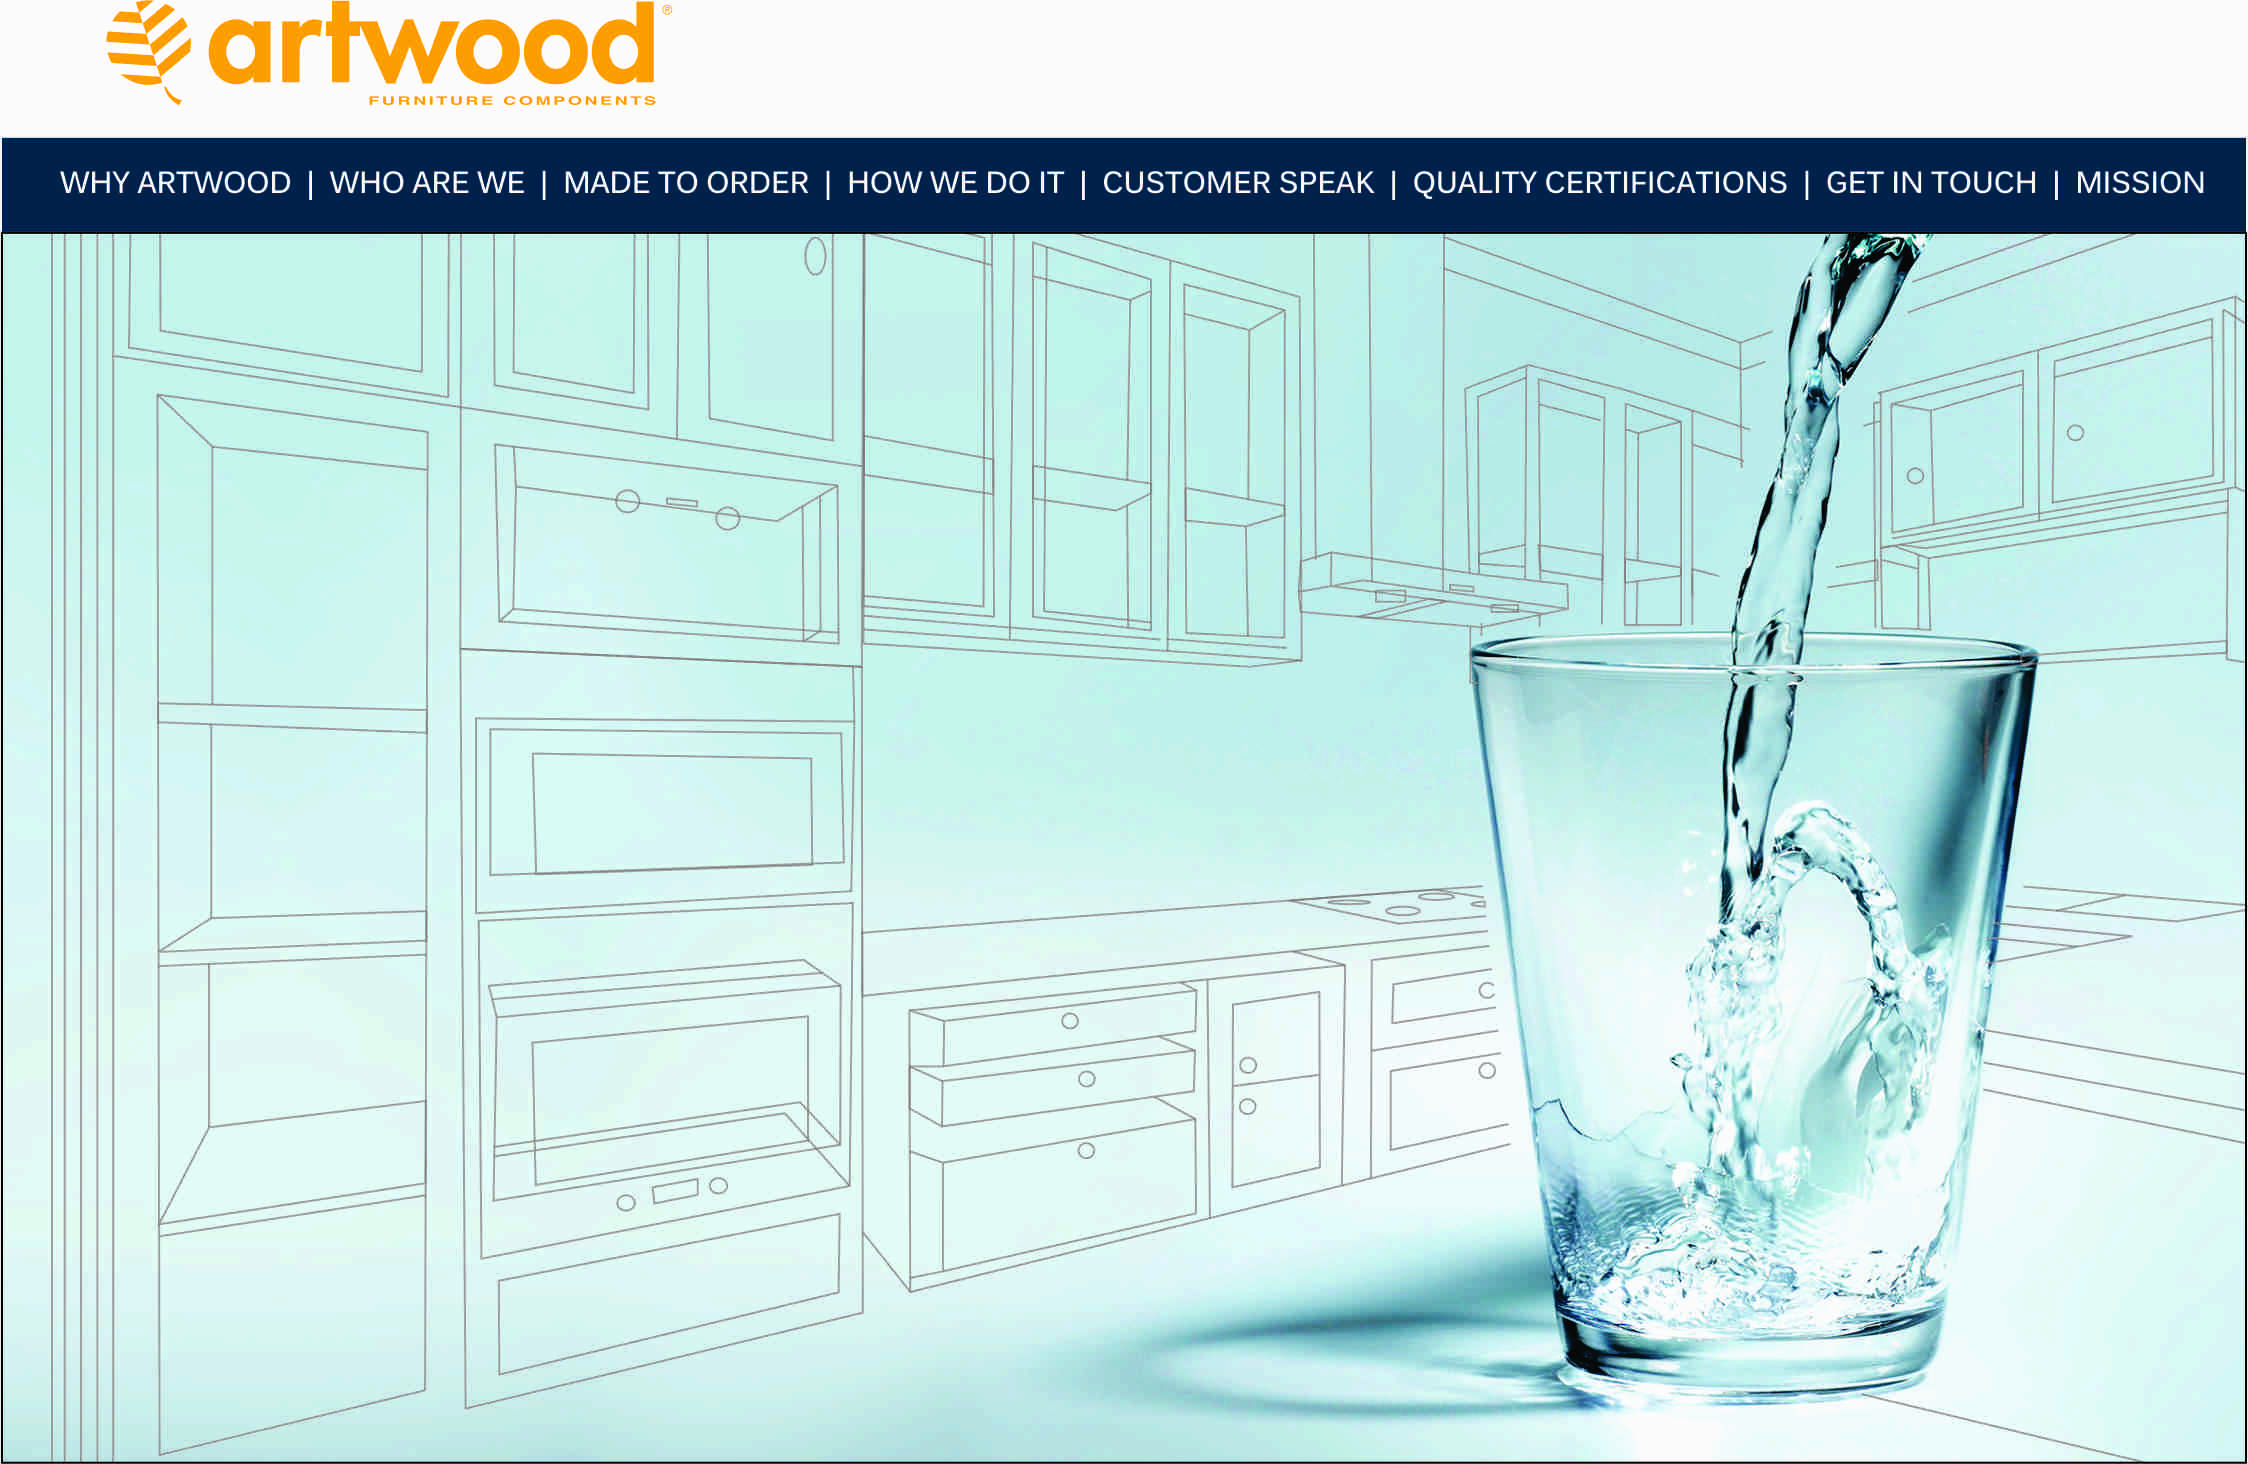 artwood®
FURNITURE COMPONENTS
WHY ARTWOOD | WHO ARE WE | MADE TO ORDER | HOW WE DO IT | CUSTOMER SPEAK | QUALITY CERTIFICATIONS | GET IN TOUCH | MISSION